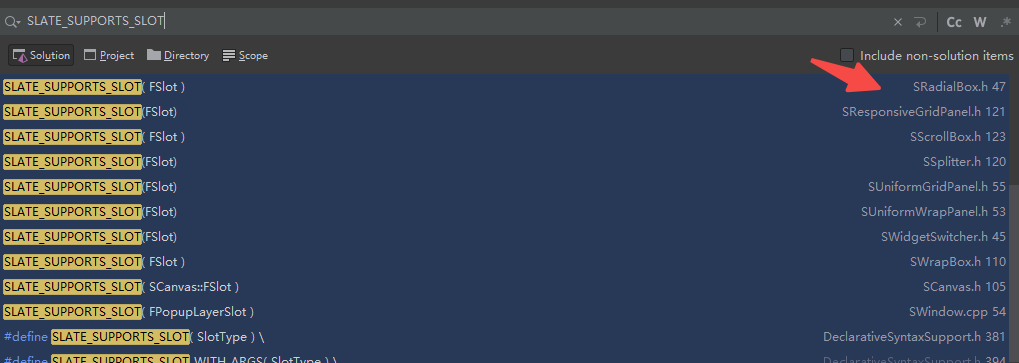 SLATE_SUPPORTS_SLOT × Cc W .*
Solution Project Directory Scope Include non-solution items
SLATE_SUPPORTS_SLOT( FSlot ) SRadialBox.h 47
SLATE_SUPPORTS_SLOT(FSlot) SResponsiveGridPanel.h 121
SLATE_SUPPORTS_SLOT( FSlot ) SScrollBox.h 123
SLATE_SUPPORTS_SLOT(FSlot) SSplitter.h 120
SLATE_SUPPORTS_SLOT(FSlot) SUniformGridPanel.h 55
SLATE_SUPPORTS_SLOT(FSlot) SUniformWrapPanel.h 53
SLATE_SUPPORTS_SLOT(FSlot) SWidgetSwitcher.h 45
SLATE_SUPPORTS_SLOT( FSlot ) SWrapBox.h 110
SLATE_SUPPORTS_SLOT( SCanvas::FSlot ) SCanvas.h 105
SLATE_SUPPORTS_SLOT( FPopupLayerSlot ) SWindow.cpp 54
#define SLATE_SUPPORTS_SLOT( SlotType ) \ DeclarativeSyntaxSupport.h 381
#define SLATE_SUPPORTS_SLOT_WITH_ARGS( SlotType ) \ DeclarativeSyntaxSupport.h 394